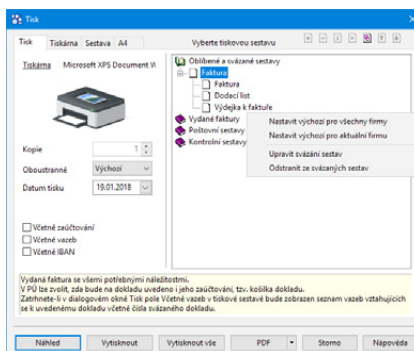 Tisk
Tisk Tiskárna Sestava A4
Vyberte tiskovou sestavu
Tiskárna Microsoft XPS Document W
Oblíbené a svázané sestavy
Faktura
Faktura
Dodací list
Výdejka k faktuře
Vydané faktury
Poštovní sestavy
Kontrolní sestavy
Nastavit výchozí pro všechny firmy
Nastavit výchozí pro aktuální firmu
Upravit svázání sestav
Odstranit ze svázaných sestav
Kopie 1
Oboustranné Výchozí
Datum tisku 19.01.2018
Včetně zaúčtování
Včetně vazeb
Včetně IBAN
Vydaná faktura se všemi potřebnými náležitostmi.
V PÚ lze zvolit, zda bude na dokladu uvedeno i jeho zaúčtování, tzv. košilka dokladu.
Zatrhnete-li v dialogovém okně Tisk pole Včetně vazeb v tiskové sestavě bude zobrazen seznam vazeb vztahujících
se k uvedenému dokladu včetně čísla svázaného dokladu.
Náhled Vytisknout Vytisknout vše PDF Storno Nápověda